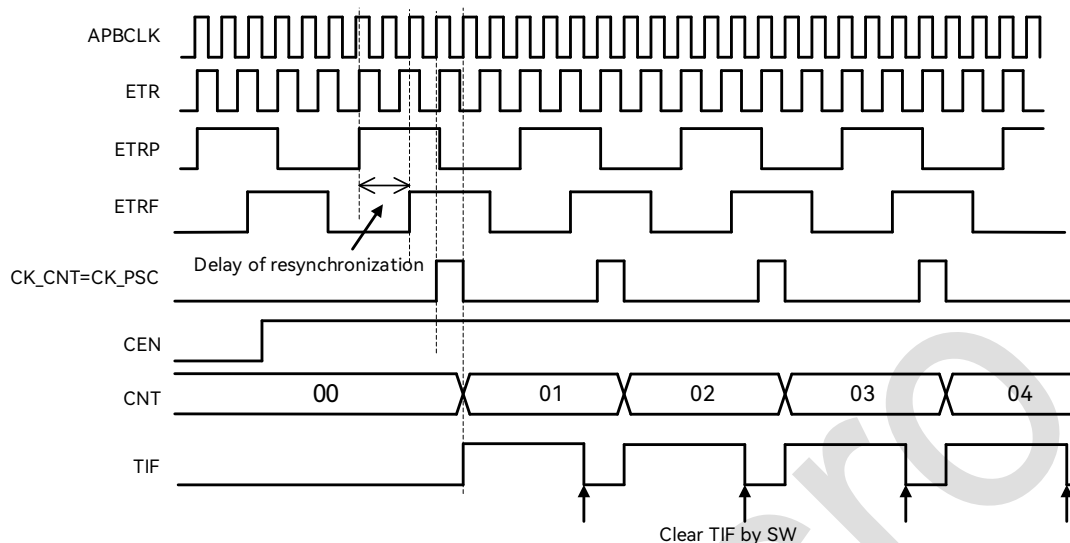 APBCLK
ETR
ETRP
ETRF
Delay of resynchronization
CK_CNT=CK_PSC
CEN
CNT 00 01 02 03 04
TIF
Clear TIF by SW